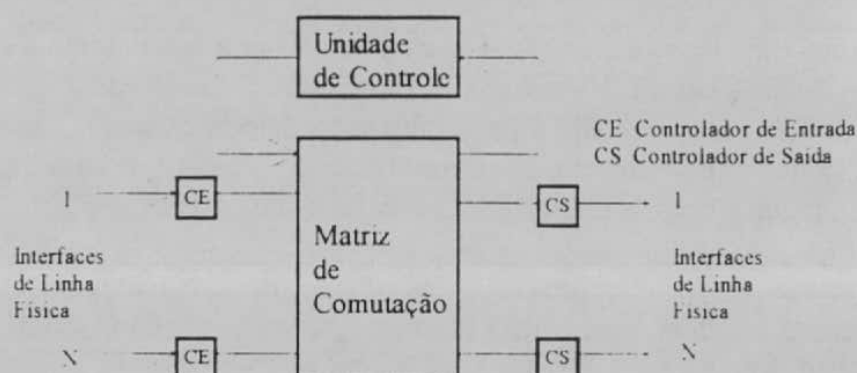 Unidade
de Controle
CE Controlador de Entrada
CS Controlador de Saída
1
CE
CS
1
Matriz
de
Comutação
Interfaces
de Linha
Física
Interfaces
de Linha
Física
N
CE
CS
N